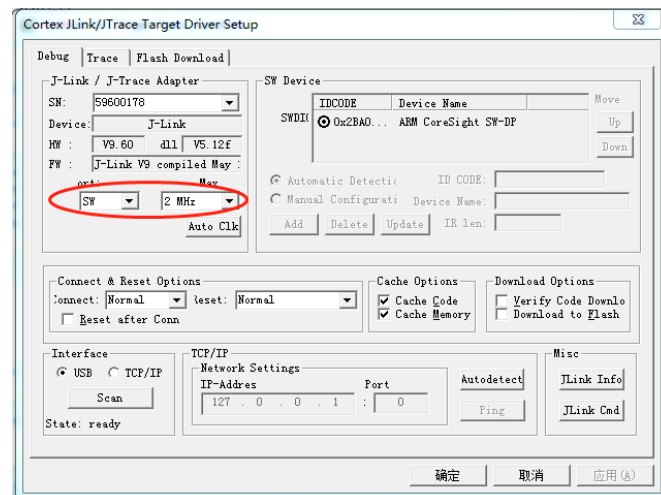 Cortex JLink/JTrace Target Driver Setup
Debug Trace Flash Download
J-Link / J-Trace Adapter
SN: 59600178
Device: J-Link
HW : V9.60 dll V5.12f
FW : J-Link V9 compiled May
ort: Max
SW 2 MHz
Auto Clk
SW Device
IDCODE Device Name Move
SWDI 0x2BA0... ARM CoreSight SW-DP Up
Down
Automatic Detectic ID CODE:
Manual Configurati Device Name:
Add Delete Update IR len:
Connect & Reset Options
Connect: Normal Reset: Normal
Reset after Conn
Cache Options
Cache Code
Cache Memory
Download Options
Verify Code Downlo
Download to Flash
Interface
USB TCP/IP
Scan
State: ready
TCP/IP
Network Settings
IP-Addres Port
127 . 0 . 0 . 1 : 0
Autodetect
Ping
Misc
JLink Info
JLink Cmd
确定 取消 应用(A)